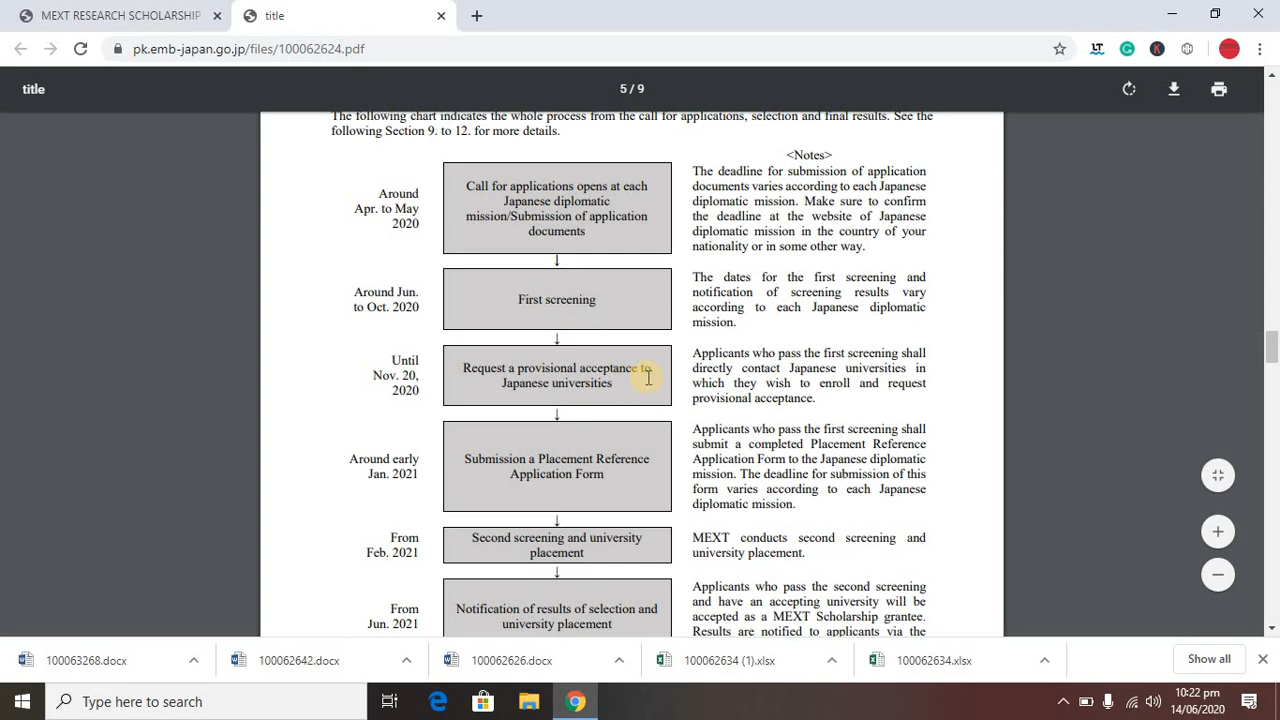 MEXT RESEARCH SCHOLARSHIP
title
pk.emb-japan.go.jp/files/100062624.pdf
title
5 / 9
The following chart indicates the whole process from the call for applications, selection and final results. See the
following Section 9. to 12. for more details.
<Notes>
Around
Apr. to May
2020
Call for applications opens at each
Japanese diplomatic
mission/Submission of application
documents
The deadline for submission of application
documents varies according to each Japanese
diplomatic mission. Make sure to confirm
the deadline at the website of Japanese
diplomatic mission in the country of your
nationality or in some other way.
↓
Around Jun.
to Oct. 2020
First screening
The dates for the first screening and
notification of screening results vary
according to each Japanese diplomatic
mission.
↓
Until
Nov. 20,
2020
Request a provisional acceptance to
Japanese universities
Applicants who pass the first screening shall
directly contact Japanese universities in
which they wish to enroll and request
provisional acceptance.
↓
Around early
Jan. 2021
Submission a Placement Reference
Application Form
Applicants who pass the first screening shall
submit a completed Placement Reference
Application Form to the Japanese diplomatic
mission. The deadline for submission of this
form varies according to each Japanese
diplomatic mission.
↓
From
Feb. 2021
Second screening and university
placement
MEXT conducts second screening and
university placement.
↓
From
Jun. 2021
Notification of results of selection and
university placement
Applicants who pass the second screening
and have an accepting university will be
accepted as a MEXT Scholarship grantee.
Results are notified to applicants via the
100063268.docx
100062642.docx
100062626.docx
100062634 (1).xlsx
100062634.xlsx
Show all
Type here to search
10:22 pm
14/06/2020